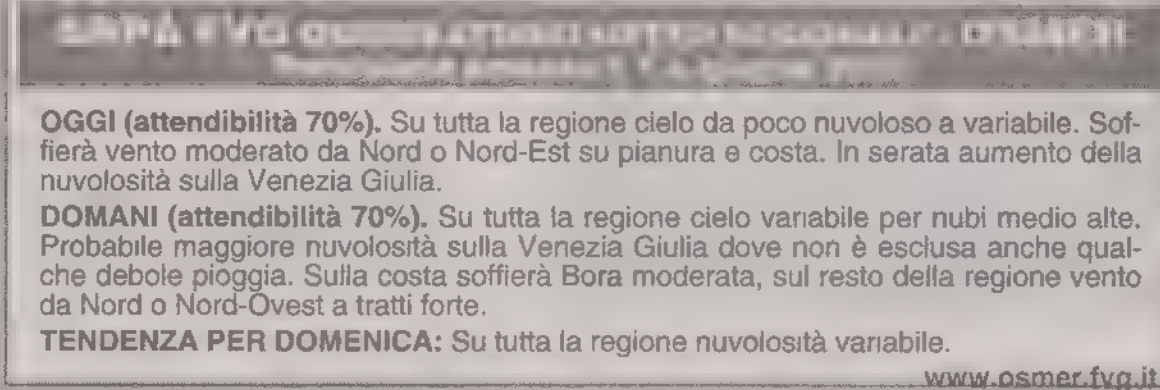 OGGI (attendibilità 70%). Su tutta la regione cielo da poco nuvoloso a variabile. Sof-
fierà vento moderato da Nord o Nord-Est su pianura e costa. In serata aumento della
nuvolosità sulla Venezia Giulia.
DOMANI (attendibilità 70%). Su tutta la regione cielo variabile per nubi medio alte.
Probabile maggiore nuvolosità sulla Venezia Giulia dove non è esclusa anche qual-
che debole pioggia. Sulla costa soffierà Bora moderata, sul resto della regione vento
da Nord o Nord-Ovest a tratti forte.
TENDENZA PER DOMENICA: Su tutta la regione nuvolosità variabile.
www.osmer.fvg.it